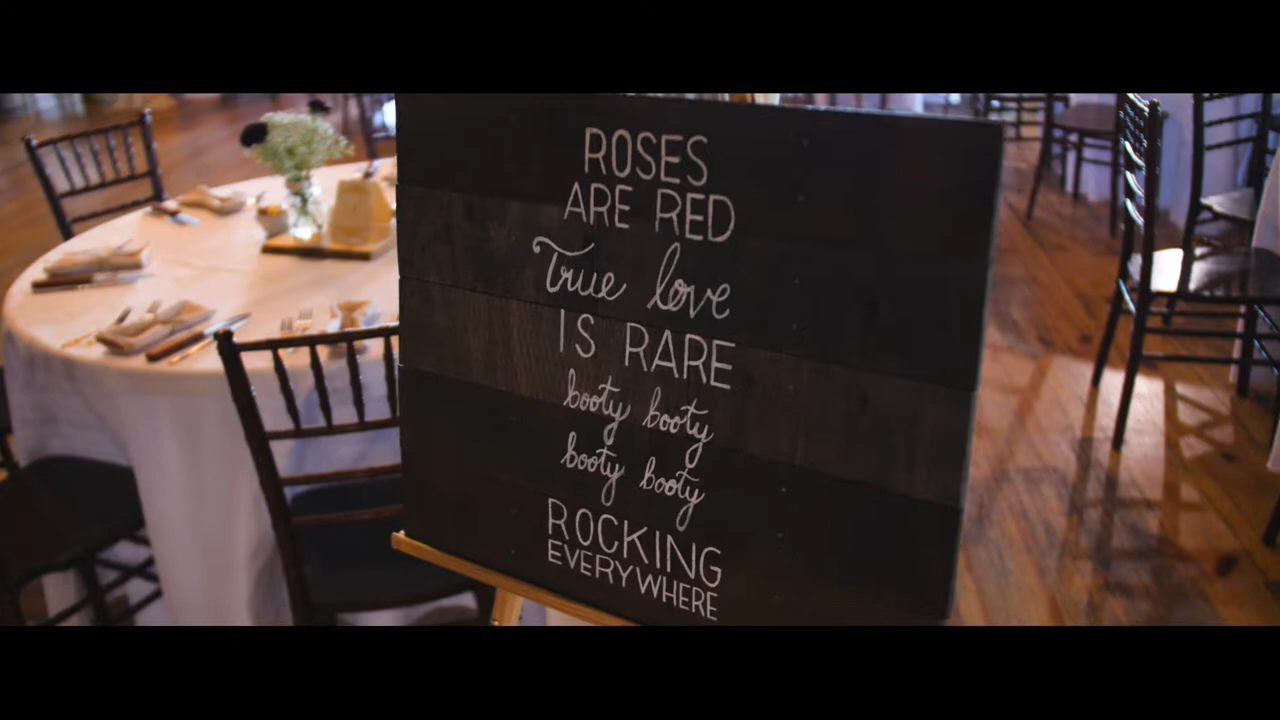 ROSES
ARE RED
True love
IS RARE
booty booty
booty booty
ROCKING
EVERYWHERE